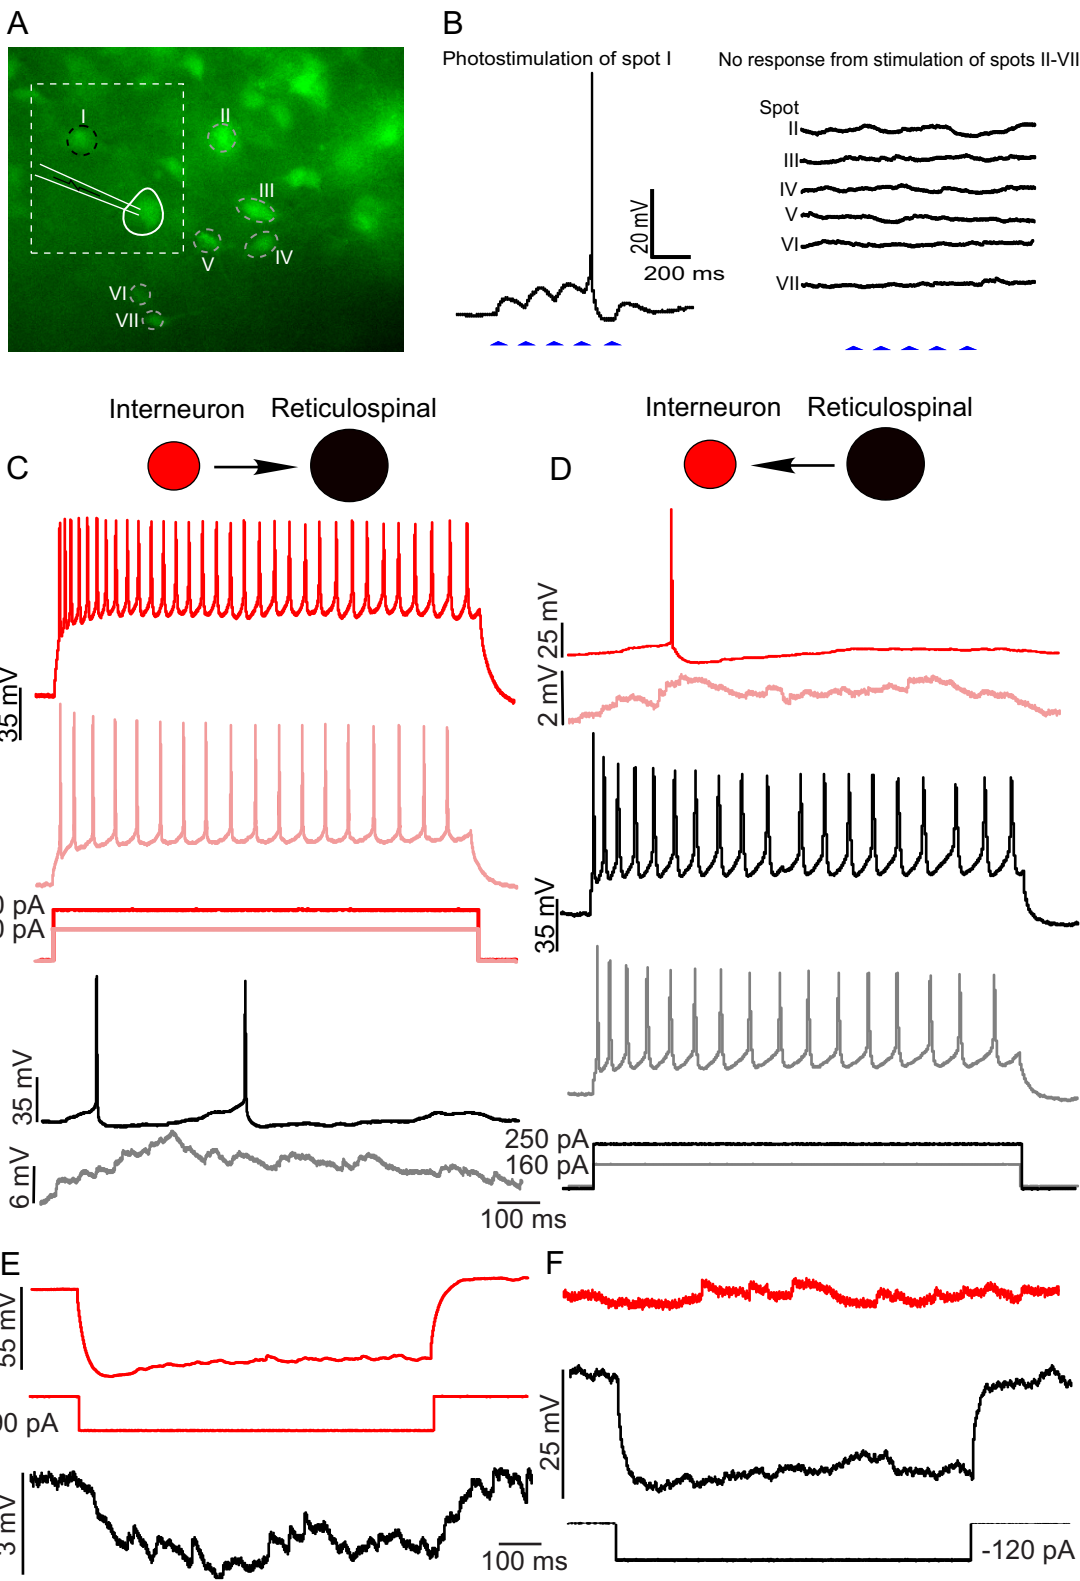 A
B
Photostimulation of spot I
No response from stimulation of spots II-VII
I
II
III
IV
V
VI
VII
20 mV
200 ms
Spot
II
III
IV
V
VI
VII
Interneuron
Reticulospinal
Interneuron
Reticulospinal
C
D
35 mV
0 pA
0 pA
35 mV
6 mV
100 ms
25 mV
2 mV
35 mV
250 pA
160 pA
E
F
55 mV
00 pA
3 mV
100 ms
25 mV
-120 pA